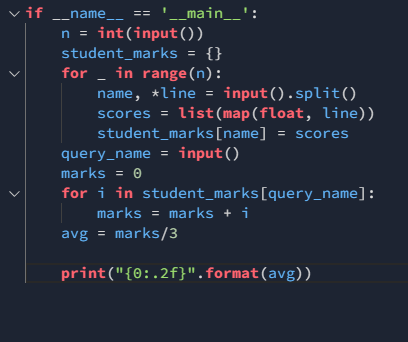 if __name__ == '__main__':
    n = int(input())
    student_marks = {}
    for _ in range(n):
        name, *line = input().split()
        scores = list(map(float, line))
        student_marks[name] = scores
    query_name = input()
    marks = 0
    for i in student_marks[query_name]:
        marks = marks + i
    avg = marks/3
    print("{0:.2f}".format(avg))